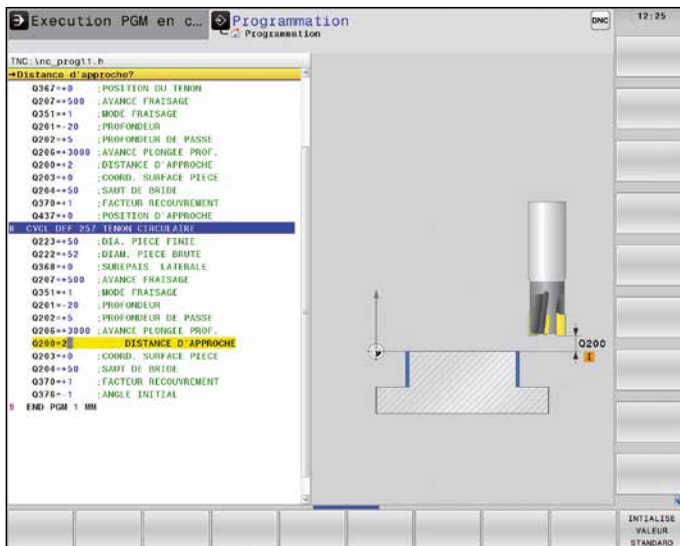 Execution PGM en c...
Programmation
Programmation
DNC
12:25
TNC:\nc_prog\1.h
→Distance d'approche?
Q367=+0 ;POSITION DU TENON
Q207=+500 ;AVANCE FRAISAGE
Q351=+1 ;MODE FRAISAGE
Q201=-20 ;PROFONDEUR
Q202=+5 ;PROFONDEUR DE PASSE
Q206=+3000 ;AVANCE PLONGEE PROF.
Q200=+2 ;DISTANCE D'APPROCHE
Q203=+0 ;COORD. SURFACE PIECE
Q204=+50 ;SAUT DE BRIDE
Q370=+1 ;FACTEUR RECOUVREMENT
Q437=+0 ;POSITION D'APPROCHE
8 CYCL DEF 257 TENON CIRCULAIRE
Q223=+50 ;DIA. PIECE FINIE
Q222=+52 ;DIAM. PIECE BRUTE
Q368=+0 ;SUREPAIS. LATERALE
Q207=+500 ;AVANCE FRAISAGE
Q351=+1 ;MODE FRAISAGE
Q201=-20 ;PROFONDEUR
Q202=+5 ;PROFONDEUR DE PASSE
Q206=+3000 ;AVANCE PLONGEE PROF.
Q200=2 DISTANCE D'APPROCHE
Q203=+0 ;COORD. SURFACE PIECE
Q204=+50 ;SAUT DE BRIDE
Q370=+1 ;FACTEUR RECOUVREMENT
Q376=-1 ;ANGLE INITIAL
9 END PGM 1 MM
Q200
I
INTIALISE
VALEUR
STANDARD